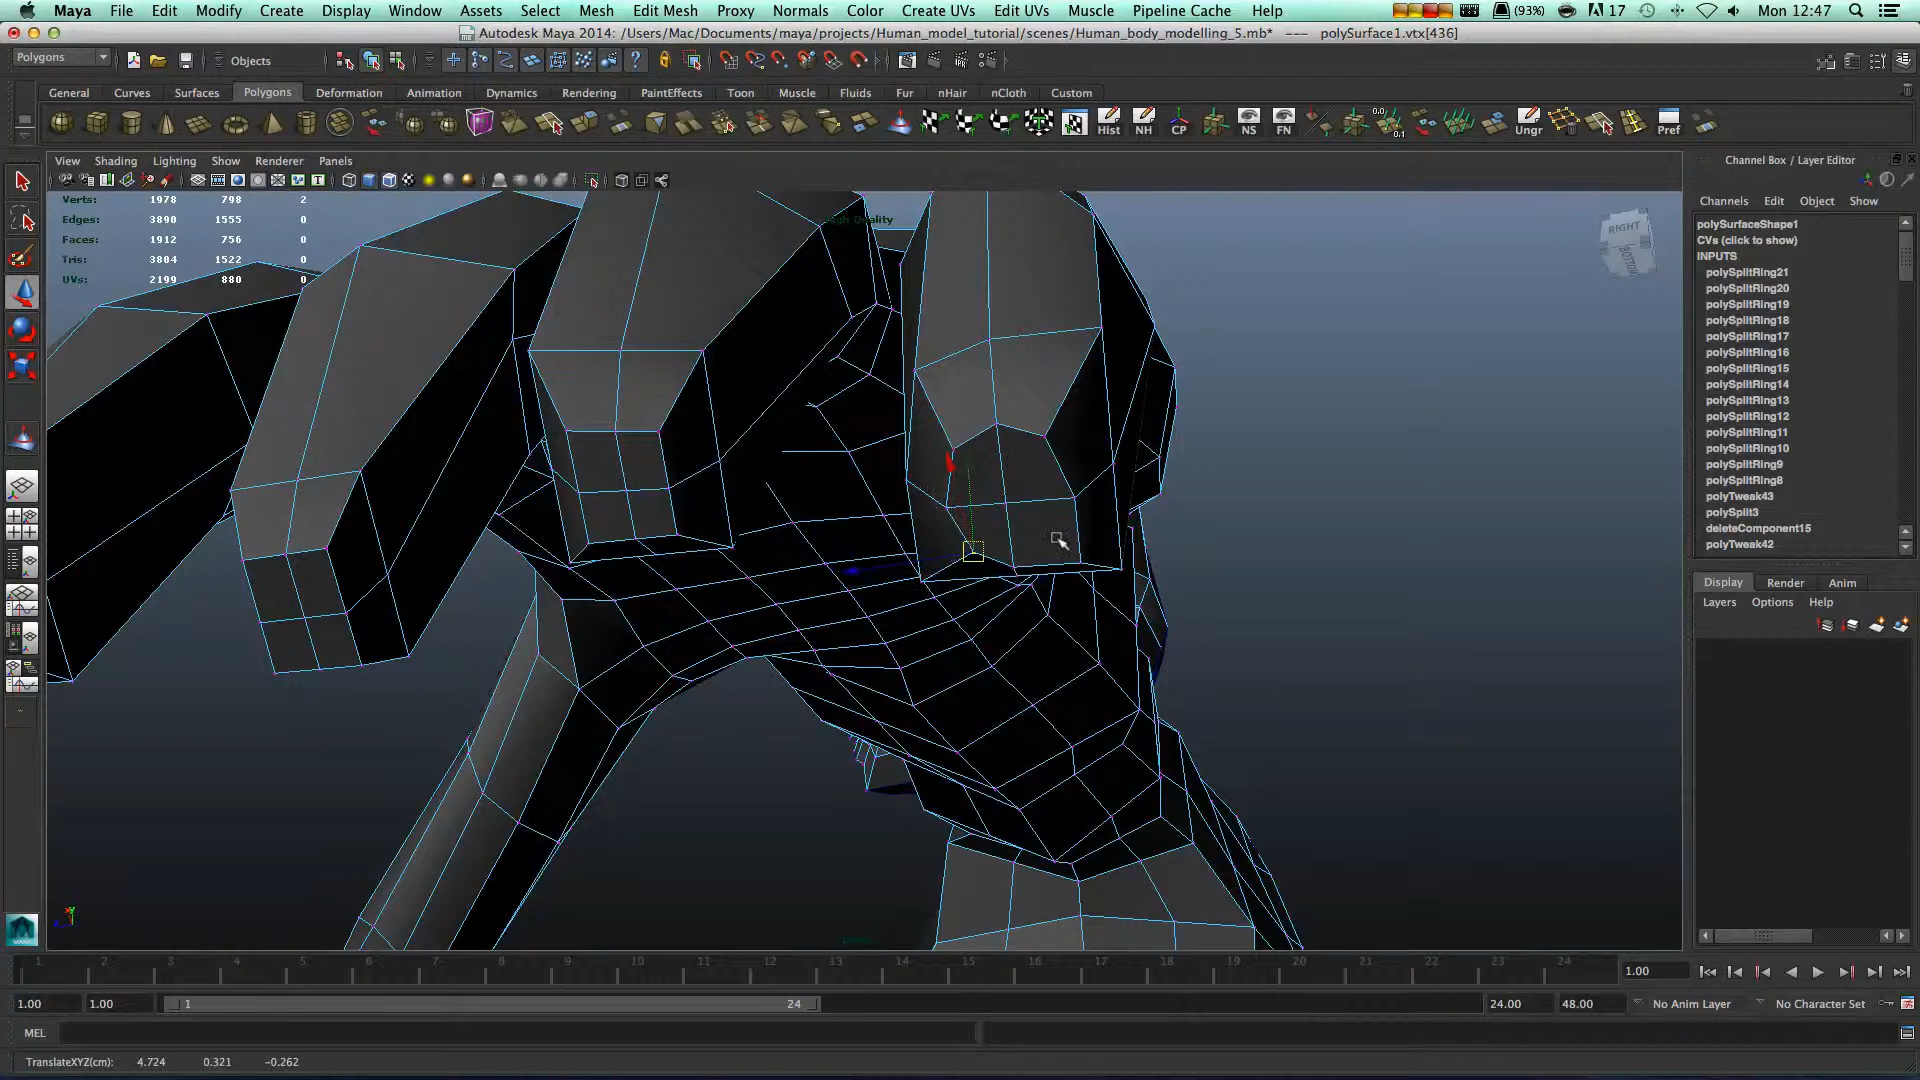 Maya File Edit Modify Create Display Window Assets Select Mesh Edit Mesh Proxy Normals Color Create UVs Edit UVs Muscle Pipeline Cache Help (93%) 17 Mon 12:47
Autodesk Maya 2014: /Users/Mac/Documents/maya/projects/Human_model_tutorial/scenes/Human_body_modelling_5.mb* --- polySurface1.vtx[436]
Polygons Objects
General Curves Surfaces Polygons Deformation Animation Dynamics Rendering PaintEffects Toon Muscle Fluids Fur nHair nCloth Custom
Hist NH CP NS FN 0.0 0.1 Ungr Pref
View Shading Lighting Show Renderer Panels
Verts: 1978 798 2
Edges: 3890 1555 0
Faces: 1912 756 0
Tris: 3804 1522 0
UVs: 2199 880 0
RIGHT
BOTTOM
Channel Box / Layer Editor
Channels Edit Object Show
polySurfaceShape1
CVs (click to show)
INPUTS
polySplitRing21
polySplitRing20
polySplitRing19
polySplitRing18
polySplitRing17
polySplitRing16
polySplitRing15
polySplitRing14
polySplitRing13
polySplitRing12
polySplitRing11
polySplitRing10
polySplitRing9
polySplitRing8
polyTweak43
polySplit3
deleteComponent15
polyTweak42
Display Render Anim
Layers Options Help
1 2 3 4 5 6 7 8 9 10 11 12 13 14 15 16 17 18 19 20 21 22 23 24 1.00
1.00 1.00 1 24 24.00 48.00 No Anim Layer No Character Set
MEL
TranslateXYZ(cm): 4.724 0.321 -0.262